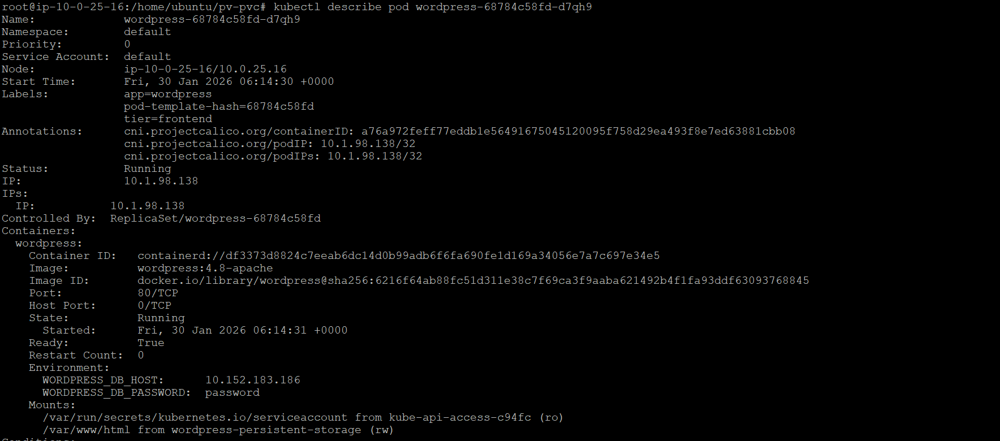 root@ip-10-0-25-16:/home/ubuntu/pv-pvc# kubectl describe pod wordpress-68784c58fd-d7qh9
Name:             wordpress-68784c58fd-d7qh9
Namespace:        default
Priority:         0
Service Account:  default
Node:             ip-10-0-25-16/10.0.25.16
Start Time:       Fri, 30 Jan 2026 06:14:30 +0000
Labels:           app=wordpress
                  pod-template-hash=68784c58fd
                  tier=frontend
Annotations:      cni.projectcalico.org/containerID: a76a972feff77eddb1e56491675045120095f758d29ea493f8e7ed63881cbb08
                  cni.projectcalico.org/podIP: 10.1.98.138/32
                  cni.projectcalico.org/podIPs: 10.1.98.138/32
Status:           Running
IP:               10.1.98.138
IPs:
  IP:           10.1.98.138
Controlled By:  ReplicaSet/wordpress-68784c58fd
Containers:
  wordpress:
    Container ID:   containerd://df3373d8824c7eeab6dc14d0b99adb6f6fa690fe1d169a34056e7a7c697e34e5
    Image:          wordpress:4.8-apache
    Image ID:       docker.io/library/wordpress@sha256:6216f64ab88fc51d311e38c7f69ca3f9aaba621492b4f1fa93ddf63093768845
    Port:           80/TCP
    Host Port:      0/TCP
    State:          Running
      Started:      Fri, 30 Jan 2026 06:14:31 +0000
    Ready:          True
    Restart Count:  0
    Environment:
      WORDPRESS_DB_HOST:      10.152.183.186
      WORDPRESS_DB_PASSWORD:  password
    Mounts:
      /var/run/secrets/kubernetes.io/serviceaccount from kube-api-access-c94fc (ro)
      /var/www/html from wordpress-persistent-storage (rw)
Conditions: